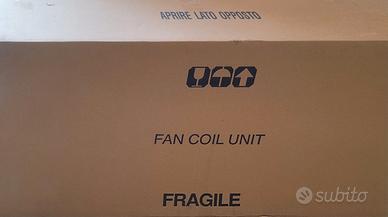 APRIRE LATO OPPOSTO
FAN COIL UNIT
FRAGILE
subito